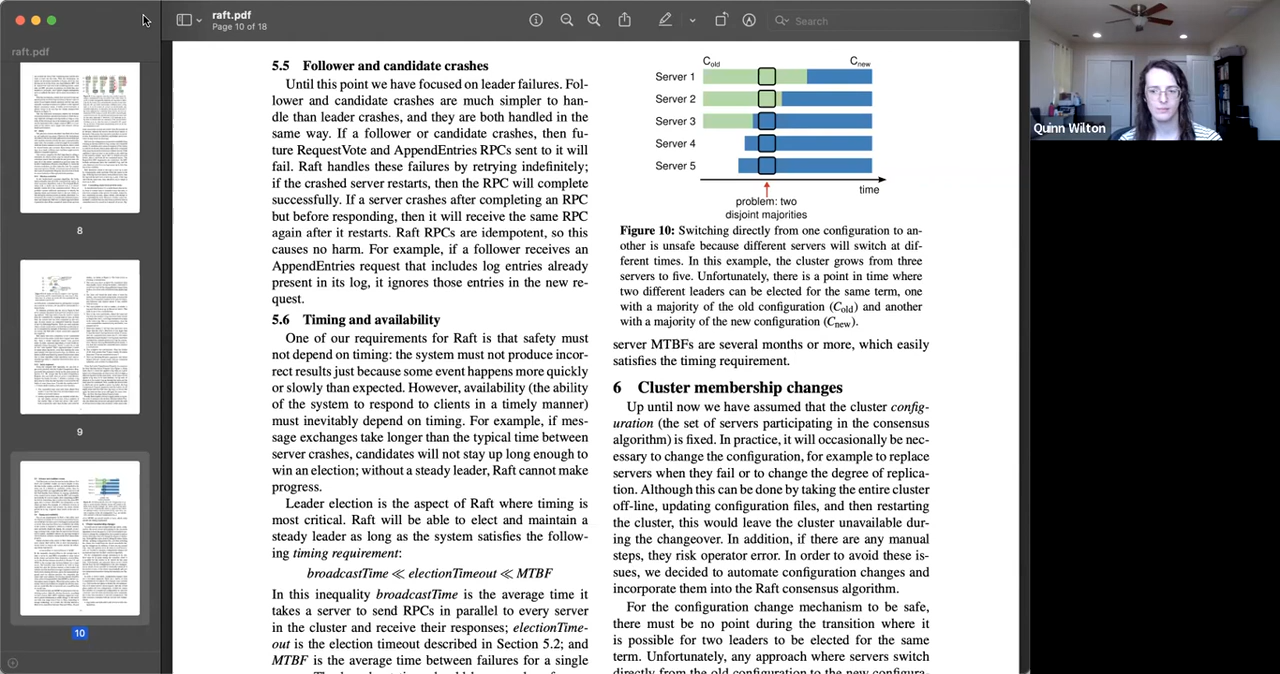 raft.pdf
Page 10 of 18
Search
raft.pdf
8
9
10
5.5 Follower and candidate crashes
Until this point we have focused on leader failures. Fol-
lower and candidate crashes are much simpler to han-
dle than leader crashes, and they are both handled in the
same way. If a follower or candidate crashes, then fu-
ture RequestVote and AppendEntries RPCs sent to it will
fail. Raft handles these failures by retrying indefinitely;
if the crashed server restarts, then the RPC will complete
successfully. If a server crashes after completing an RPC
but before responding, then it will receive the same RPC
again after it restarts. Raft RPCs are idempotent, so this
causes no harm. For example, if a follower receives an
AppendEntries request that includes log entries already
present in its log, it ignores those entries in the new re-
quest.
5.6 Timing and availability
One of our requirements for Raft is that safety must
not depend on timing: the system must not produce incor-
rect results just because some event happens more quickly
or slowly than expected. However, availability (the ability
of the system to respond to clients in a timely manner)
must inevitably depend on timing. For example, if mes-
sage exchanges take longer than the typical time between
server crashes, candidates will not stay up long enough to
win an election; without a steady leader, Raft cannot make
progress.
Leader election is the aspect of Raft where timing is
most critical. Raft will be able to elect and maintain a
steady leader as long as the system satisfies the follow-
ing timing requirement:
broadcastTime ≪ electionTimeout ≪ MTBF
In this inequality broadcastTime is the average time it
takes a server to send RPCs in parallel to every server
in the cluster and receive their responses; electionTime-
out is the election timeout described in Section 5.2; and
MTBF is the average time between failures for a single
Cold
Cnew
Server 1
Server 2
Server 3
Server 4
Server 5
time
problem: two
disjoint majorities
Figure 10: Switching directly from one configuration to an-
other is unsafe because different servers will switch at dif-
ferent times. In this example, the cluster grows from three
servers to five. Unfortunately, there is a point in time where
two different leaders can be elected for the same term, one
with a majority of the old configuration (Cold) and another
with a majority of the new configuration (Cnew).
server MTBFs are several months or more, which easily
satisfies the timing requirement.
6 Cluster membership changes
Up until now we have assumed that the cluster config-
uration (the set of servers participating in the consensus
algorithm) is fixed. In practice, it will occasionally be nec-
essary to change the configuration, for example to replace
servers when they fail or to change the degree of replica-
tion. Although this can be done by taking the entire cluster
off-line, updating configuration files, and then restarting
the cluster, this would leave the cluster unavailable dur-
ing the changeover. In addition, if there are any manual
steps, they risk operator error. In order to avoid these is-
sues, we decided to automate configuration changes and
incorporate them into the Raft consensus algorithm.
For the configuration change mechanism to be safe,
there must be no point during the transition where it
is possible for two leaders to be elected for the same
term. Unfortunately, any approach where servers switch
directly from the old configuration to the new configura-
Quinn Wilton